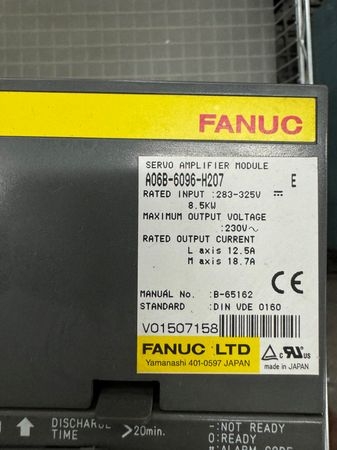 FANUC
SERVO AMPLIFIER MODULE
A06B-6096-H207 E
RATED INPUT :283-325V ⎓
8.5KW
MAXIMUM OUTPUT VOLTAGE
:230V~
RATED OUTPUT CURRENT
L axis 12.5A
M axis 18.7A
CE
MANUAL No. :B-65162
STANDARD :DIN VDE 0160
V01507158
FANUC LTD
Yamanashi 401-0597 JAPAN
made in JAPAN
DISCHARGE >20min.
TIME
-:NOT READY
0:READY